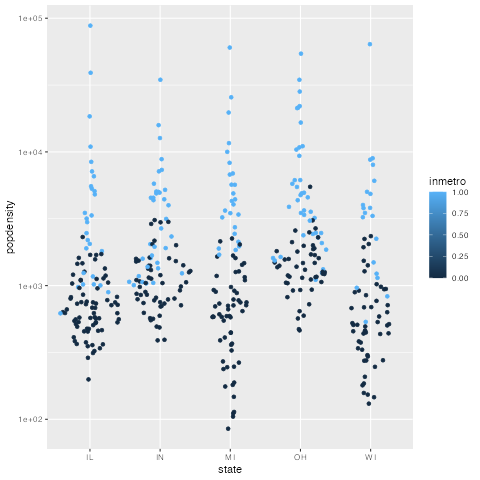 1e+05
1e+04
1e+03
1e+02
popdensity
IL
IN
MI
OH
WI
state
inmetro
1.00
0.75
0.50
0.25
0.00